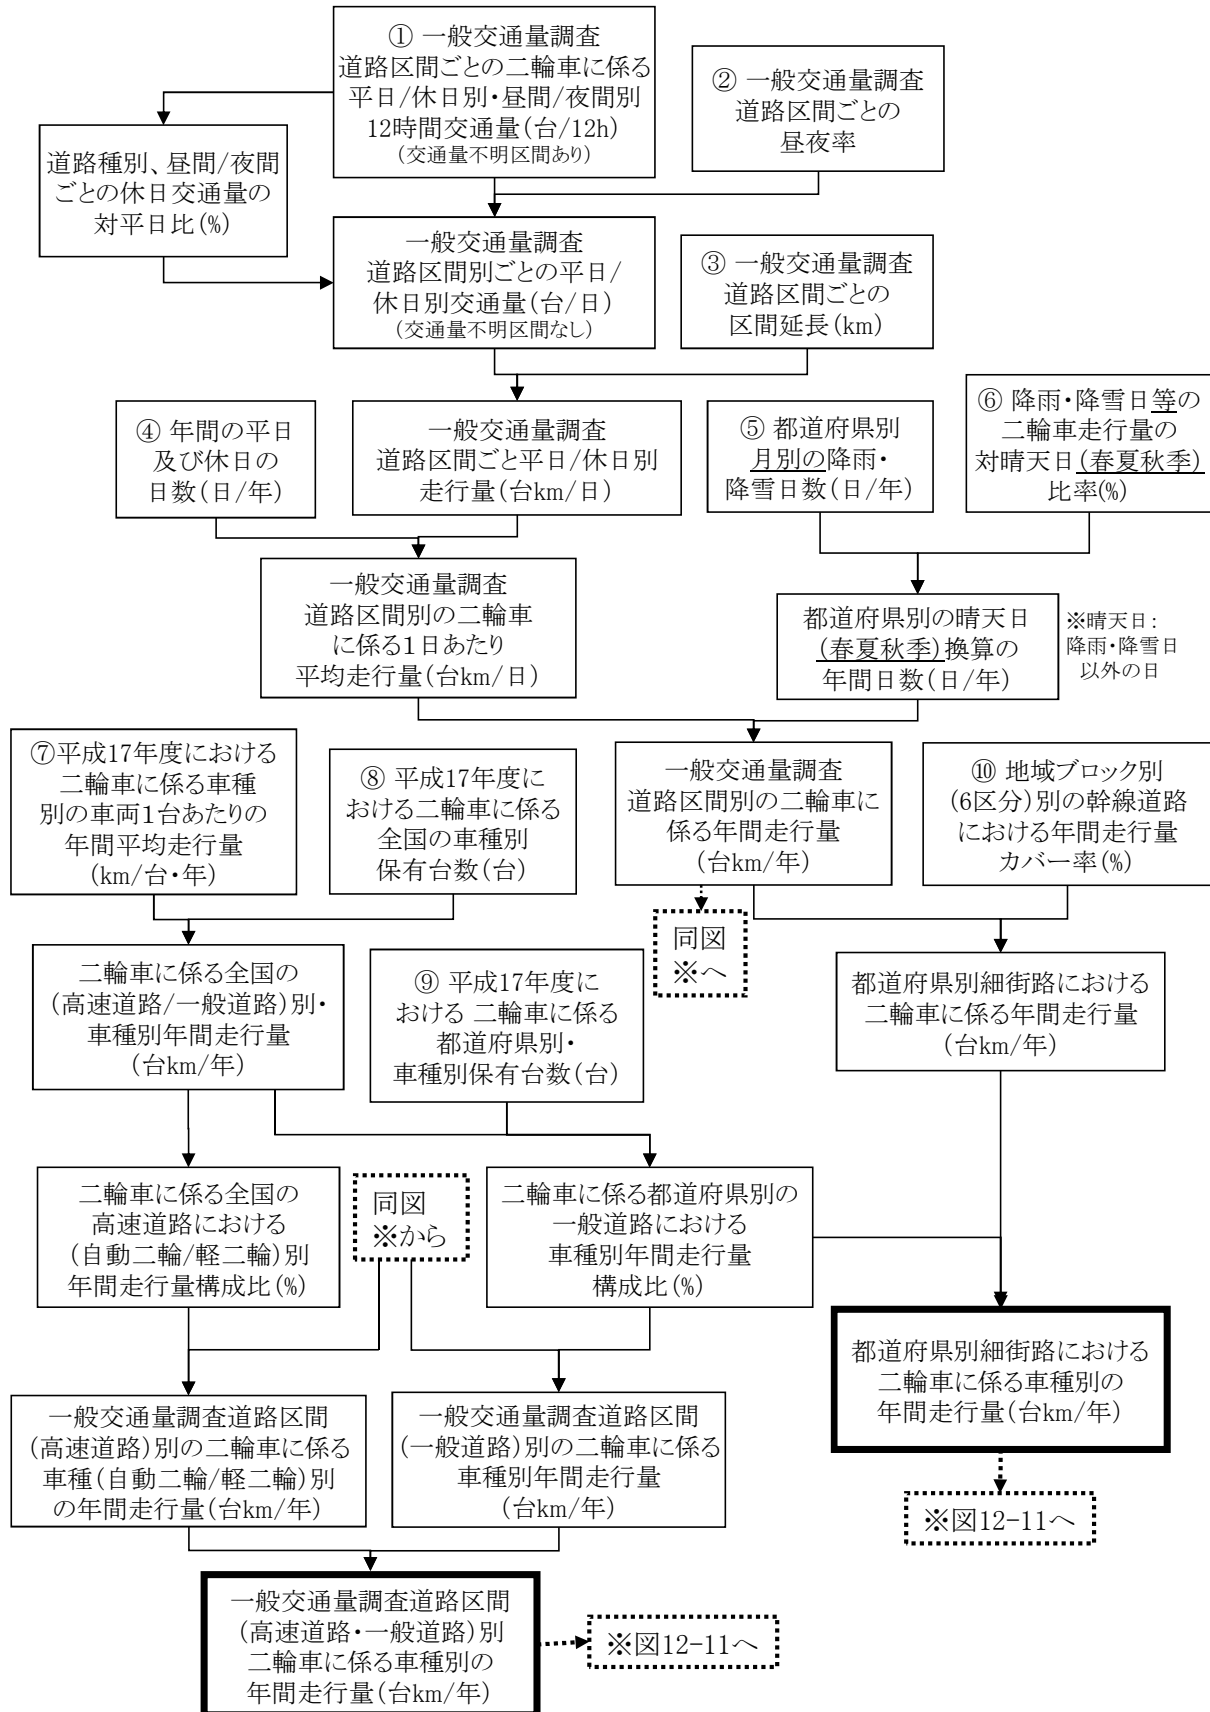 ① 一般交通量調査
道路区間ごとの二輪車に係る
平日/休日別・昼間/夜間別
12時間交通量(台/12h)
(交通量不明区間あり)
② 一般交通量調査
道路区間ごとの
昼夜率
道路種別、昼間/夜間
ごとの休日交通量の
対平日比(%)
一般交通量調査
道路区間別ごとの平日/
休日別交通量(台/日)
(交通量不明区間なし)
③ 一般交通量調査
道路区間ごとの
区間延長(km)
④ 年間の平日
及び休日の
日数(日/年)
一般交通量調査
道路区間ごと平日/休日別
走行量(台km/日)
⑤ 都道府県別
月別の降雨・
降雪日数(日/年)
⑥ 降雨・降雪日等の
二輪車走行量の
対晴天日(春夏秋季)
比率(%)
一般交通量調査
道路区間別の二輪車
に係る1日あたり
平均走行量(台km/日)
都道府県別の晴天日
(春夏秋季)換算の
年間日数(日/年)
※晴天日:
降雨・降雪日
以外の日
⑦平成17年度における
二輪車に係る車種
別の車両1台あたりの
年間平均走行量
(km/台・年)
⑧ 平成17年度に
おける二輪車に係る
全国の車種別
保有台数(台)
一般交通量調査
道路区間別の二輪車に
係る年間走行量
(台km/年)
⑩ 地域ブロック別
(6区分)別の幹線道路
における年間走行量
カバー率(%)
同図
※へ
二輪車に係る全国の
(高速道路/一般道路)別・
車種別年間走行量
(台km/年)
⑨ 平成17年度に
おける 二輪車に係る
都道府県別・
車種別保有台数(台)
都道府県別細街路における
二輪車に係る年間走行量
(台km/年)
二輪車に係る全国の
高速道路における
(自動二輪/軽二輪)別
年間走行量構成比(%)
同図
※から
二輪車に係る都道府県別の
一般道路における
車種別年間走行量
構成比(%)
都道府県別細街路における
二輪車に係る車種別の
年間走行量(台km/年)
一般交通量調査道路区間
(高速道路)別の二輪車に係る
車種(自動二輪/軽二輪)別
の年間走行量(台km/年)
一般交通量調査道路区間
(一般道路)別の二輪車に係る
車種別年間走行量
(台km/年)
※図12-11へ
一般交通量調査道路区間
(高速道路・一般道路)別
二輪車に係る車種別の
年間走行量(台km/年)
※図12-11へ